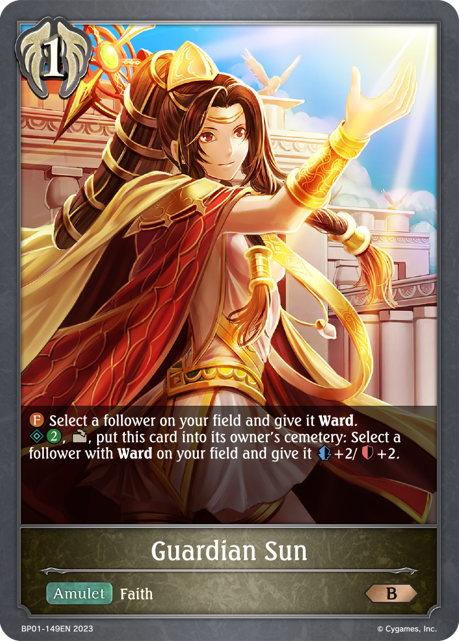 1
F Select a follower on your field and give it Ward.
2, , put this card into its owner's cemetery: Select a
follower with Ward on your field and give it +2/ +2.
Guardian Sun
Amulet Faith
B
BP01-149EN 2023
© Cygames, Inc.